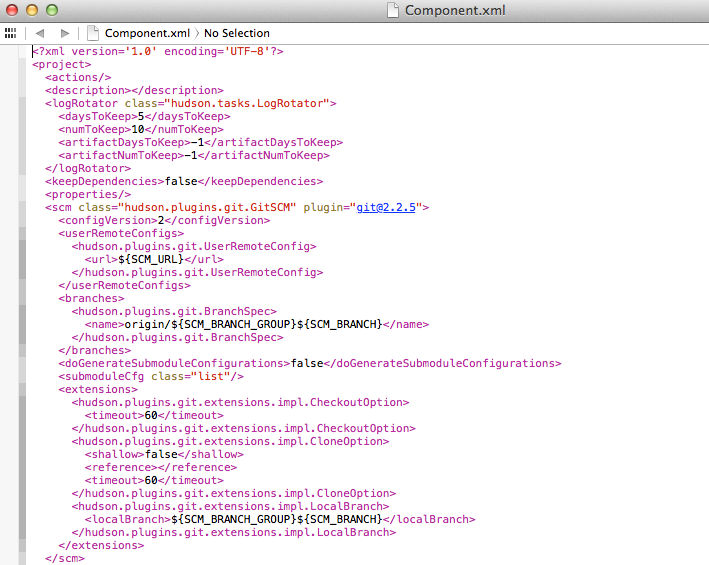 Component.xml
Component.xml 〉 No Selection
<?xml version='1.0' encoding='UTF-8'?>
<project>
  <actions/>
  <description></description>
  <logRotator class="hudson.tasks.LogRotator">
    <daysToKeep>5</daysToKeep>
    <numToKeep>10</numToKeep>
    <artifactDaysToKeep>-1</artifactDaysToKeep>
    <artifactNumToKeep>-1</artifactNumToKeep>
  </logRotator>
  <keepDependencies>false</keepDependencies>
  <properties/>
  <scm class="hudson.plugins.git.GitSCM" plugin="git@2.2.5">
    <configVersion>2</configVersion>
    <userRemoteConfigs>
      <hudson.plugins.git.UserRemoteConfig>
        <url>${SCM_URL}</url>
      </hudson.plugins.git.UserRemoteConfig>
    </userRemoteConfigs>
    <branches>
      <hudson.plugins.git.BranchSpec>
        <name>origin/${SCM_BRANCH_GROUP}${SCM_BRANCH}</name>
      </hudson.plugins.git.BranchSpec>
    </branches>
    <doGenerateSubmoduleConfigurations>false</doGenerateSubmoduleConfigurations>
    <submoduleCfg class="list"/>
    <extensions>
      <hudson.plugins.git.extensions.impl.CheckoutOption>
        <timeout>60</timeout>
      </hudson.plugins.git.extensions.impl.CheckoutOption>
      <hudson.plugins.git.extensions.impl.CloneOption>
        <shallow>false</shallow>
        <reference></reference>
        <timeout>60</timeout>
      </hudson.plugins.git.extensions.impl.CloneOption>
      <hudson.plugins.git.extensions.impl.LocalBranch>
        <localBranch>${SCM_BRANCH_GROUP}${SCM_BRANCH}</localBranch>
      </hudson.plugins.git.extensions.impl.LocalBranch>
    </extensions>
  </scm>